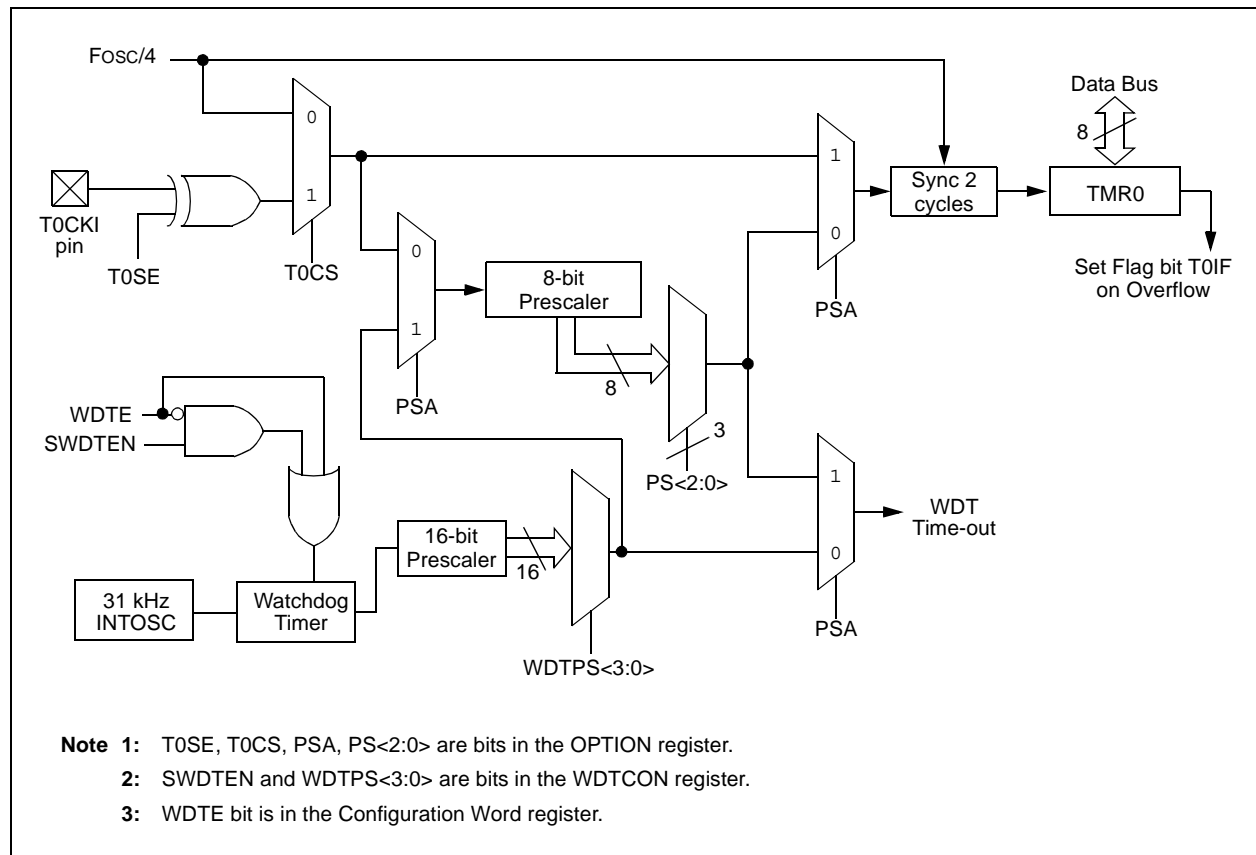 FOSC/4
Data Bus
0
8
1
1
Sync 2
cycles
TMR0
T0CKI
pin
T0SE
T0CS
0
8-bit
Prescaler
0
Set Flag bit T0IF
on Overflow
PSA
1
8
WDTE
SWDTEN
PSA
3
PS<2:0>
1
WDT
Time-out
16-bit
Prescaler
16
0
31 kHz
INTOSC
Watchdog
Timer
PSA
WDTPS<3:0>
Note 1: T0SE, T0CS, PSA, PS<2:0> are bits in the OPTION register.
2: SWDTEN and WDTPS<3:0> are bits in the WDTCON register.
3: WDTE bit is in the Configuration Word register.